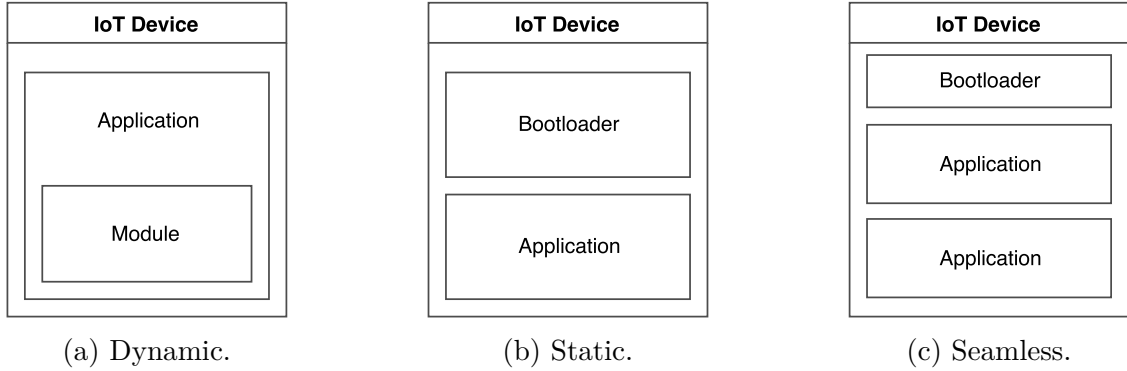 IoT Device
Application
Module
(a) Dynamic.
IoT Device
Bootloader
Application
(b) Static.
IoT Device
Bootloader
Application
Application
(c) Seamless.